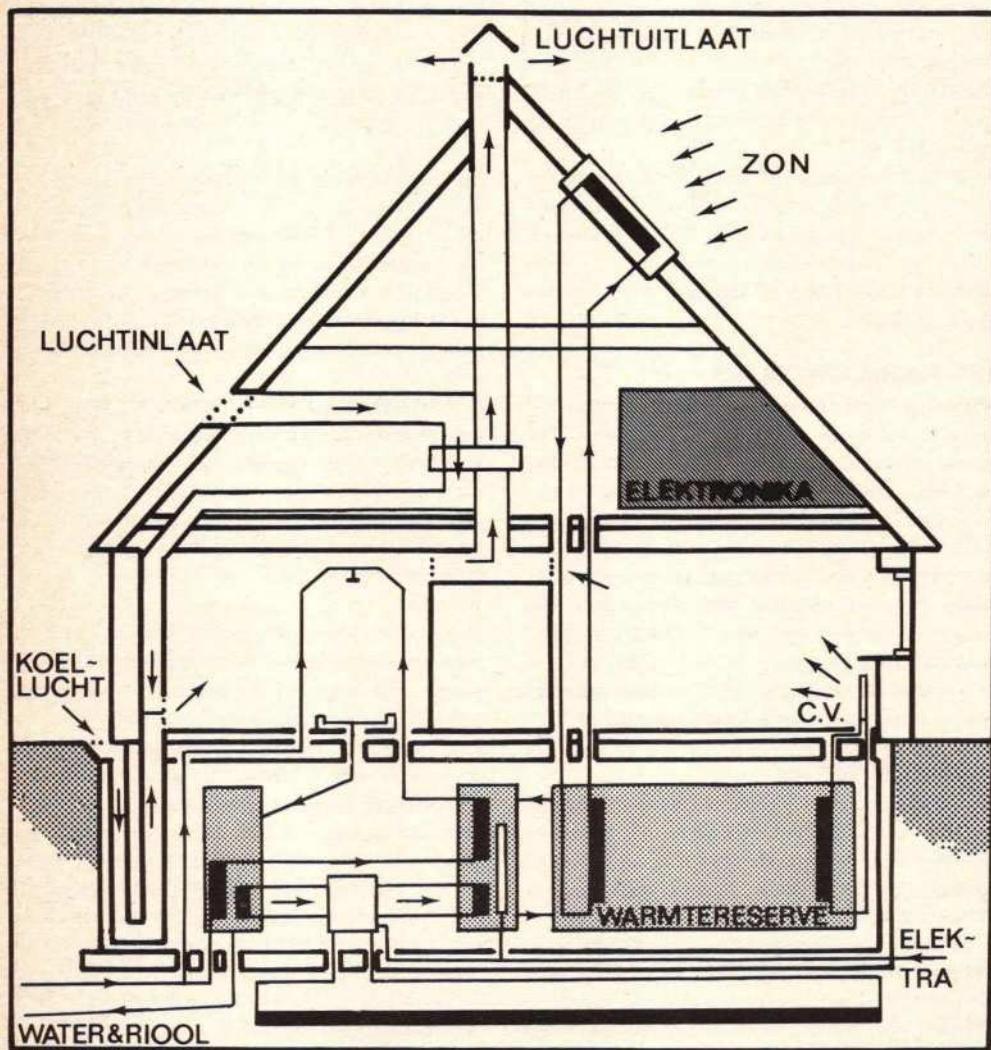 LUCHTUITLAAT
ZON
LUCHTINLAAT
ELEKTRONIKA
KOEL-
LUCHT
C.V.
WARMTERESERVE
ELEK-
TRA
WATER&RIOOL